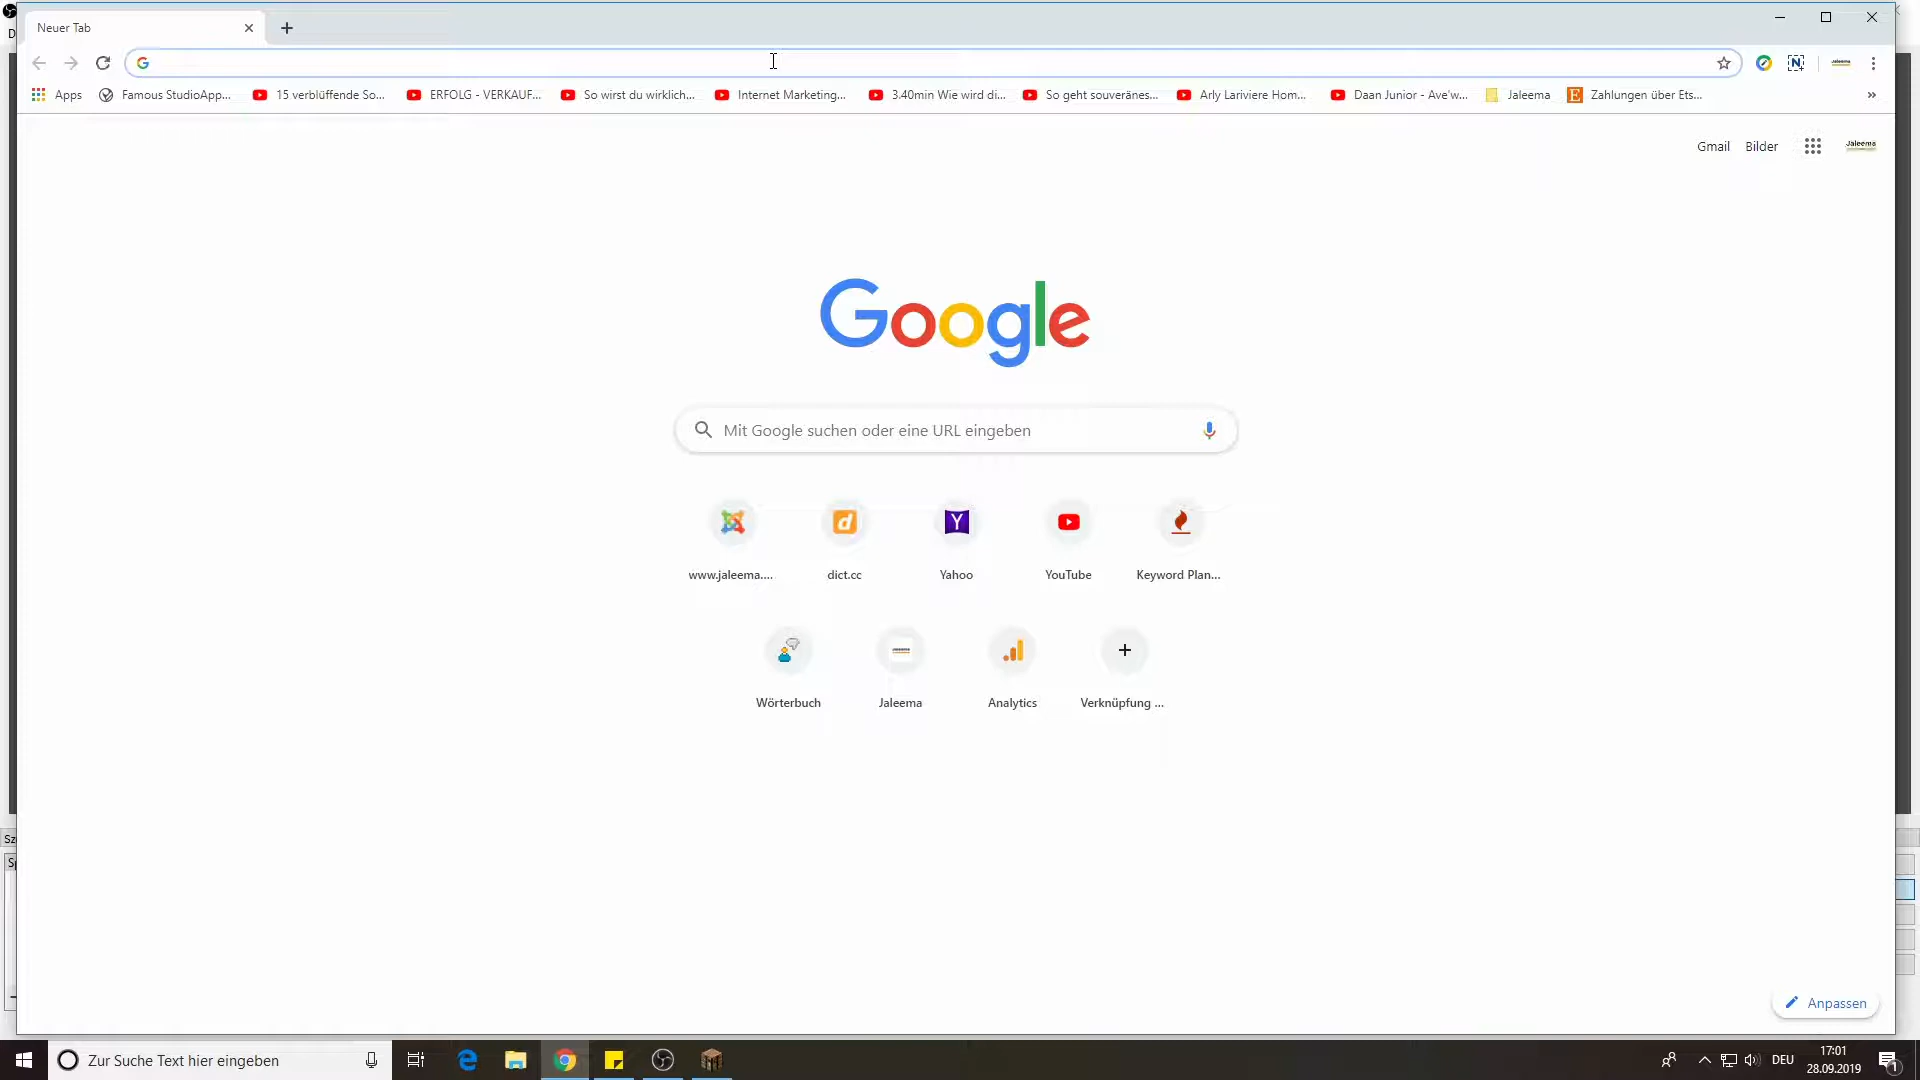 Neuer Tab
Apps
Famous StudioApp...
15 verblüffende So...
ERFOLG - VERKAUF...
So wirst du wirklich...
Internet Marketing...
3.40min Wie wird di...
So geht souveränes...
Arly Lariviere Hom...
Daan Junior - Ave'w...
Jaleema
Zahlungen über Ets...
»
Gmail
Bilder
Jaleema
Google
Mit Google suchen oder eine URL eingeben
www.jaleema....
dict.cc
Yahoo
YouTube
Keyword Plan...
Wörterbuch
Jaleema
Analytics
Verknüpfung ...
Anpassen
Zur Suche Text hier eingeben
DEU
17:01
28.09.2019
1